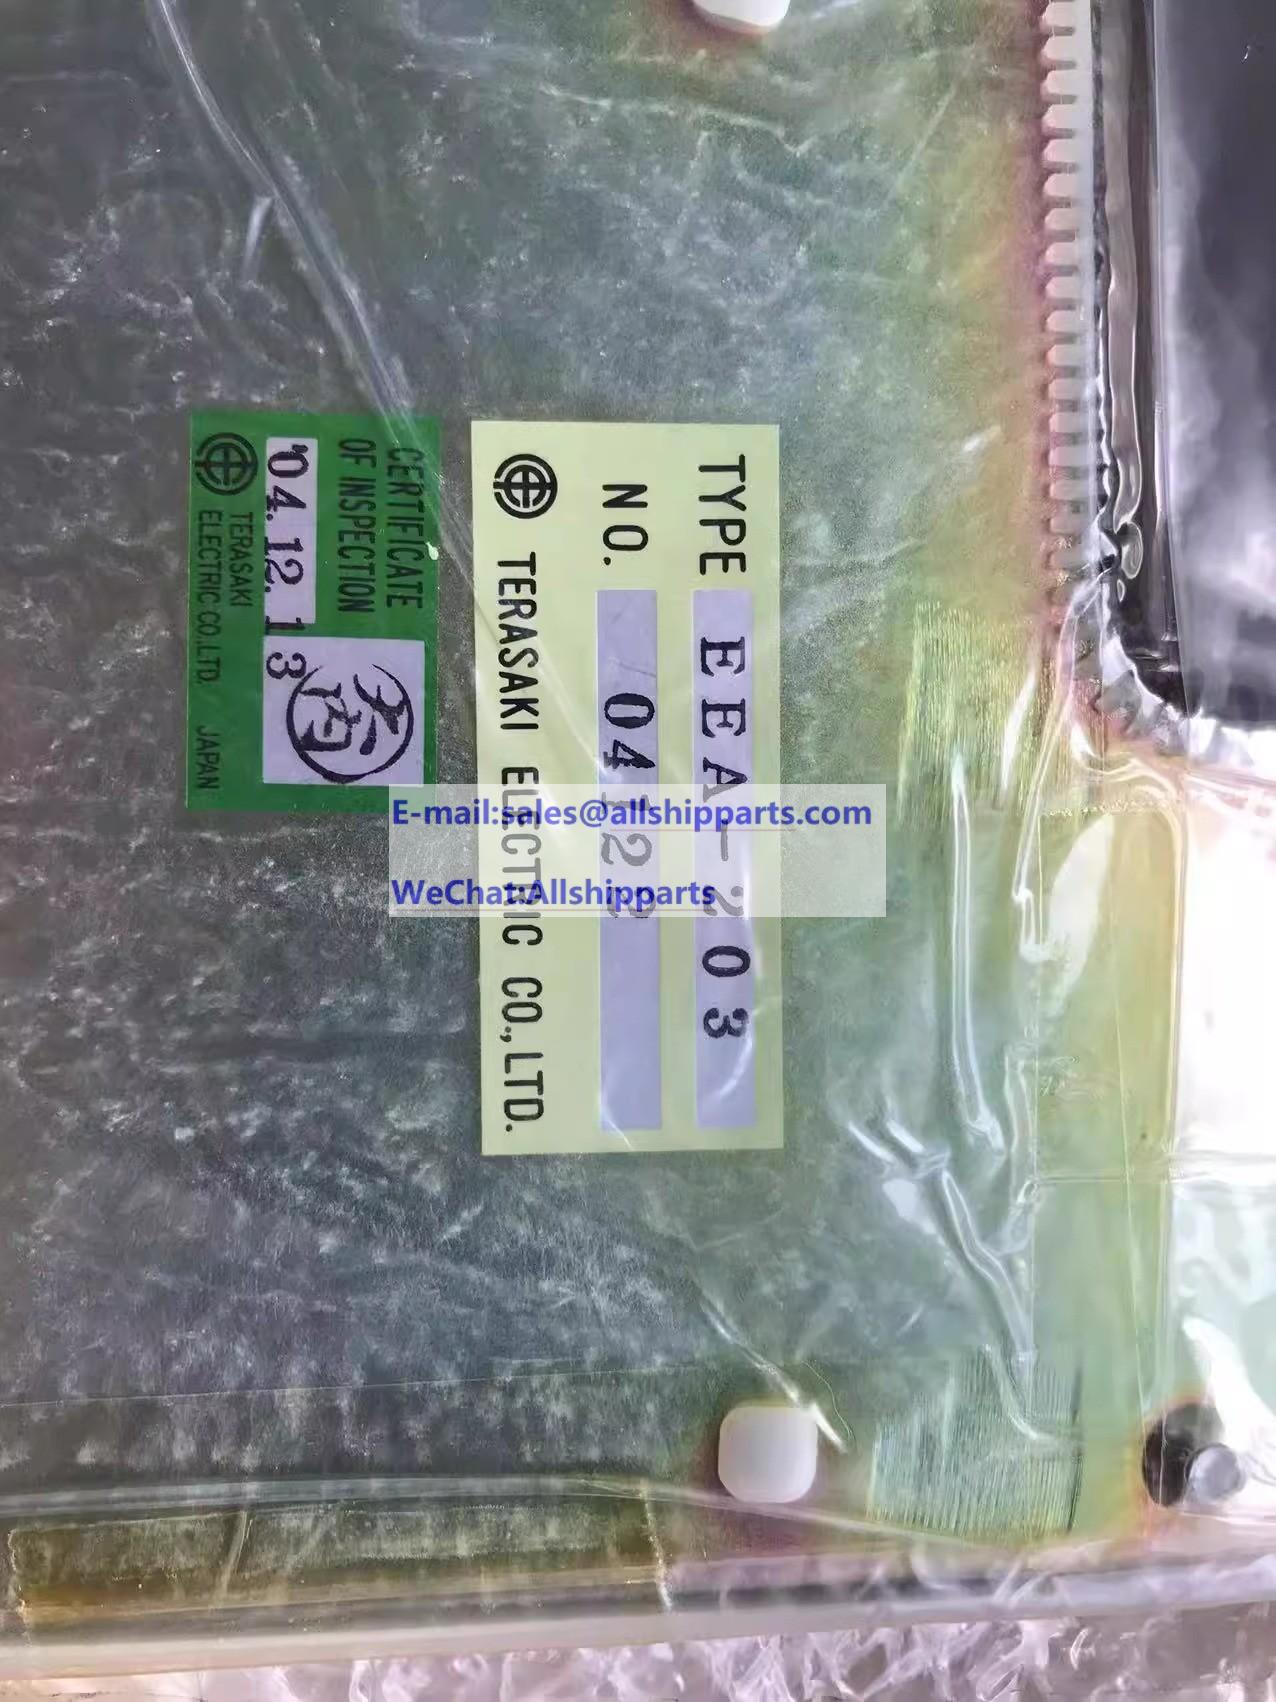 TYPE EEA-203
NO. 04122
TERASAKI ELECTRIC CO., LTD.
CERTIFICATE
OF INSPECTION
'04.12.13
TERASAKI
ELECTRIC CO.,LTD. JAPAN
E-mail:sales@allshipparts.com
WeChat:Allshipparts